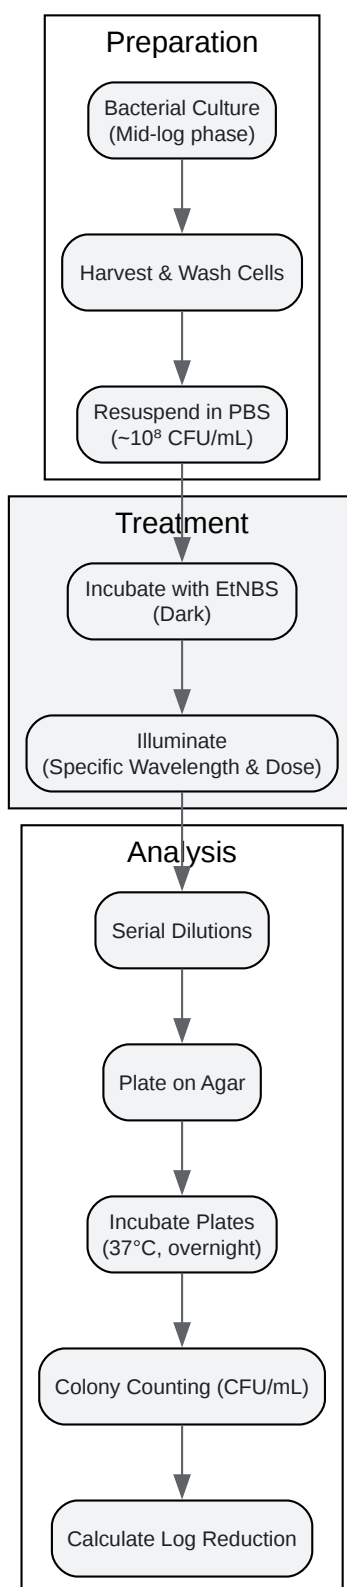 Preparation
Bacterial Culture
(Mid-log phase)
Harvest & Wash Cells
Resuspend in PBS
(~10⁸ CFU/mL)
Treatment
Incubate with EtNBS
(Dark)
Illuminate
(Specific Wavelength & Dose)
Analysis
Serial Dilutions
Plate on Agar
Incubate Plates
(37°C, overnight)
Colony Counting (CFU/mL)
Calculate Log Reduction